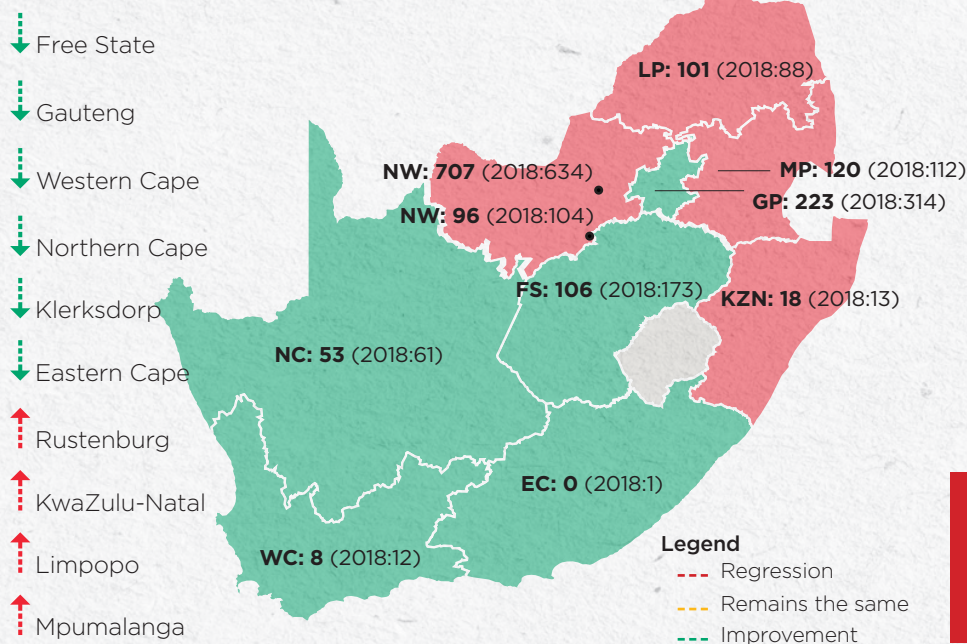 Free State
Gauteng
Western Cape
Northern Cape
Klerksdorp
Eastern Cape
Rustenburg
KwaZulu-Natal
Limpopo
Mpumalanga
LP: 101 (2018:88)
NW: 707 (2018:634)
MP: 120 (2018:112)
GP: 223 (2018:314)
NW: 96 (2018:104)
FS: 106 (2018:173)
KZN: 18 (2018:13)
NC: 53 (2018:61)
EC: 0 (2018:1)
WC: 8 (2018:12)
Legend
Regression
Remains the same
Improvement